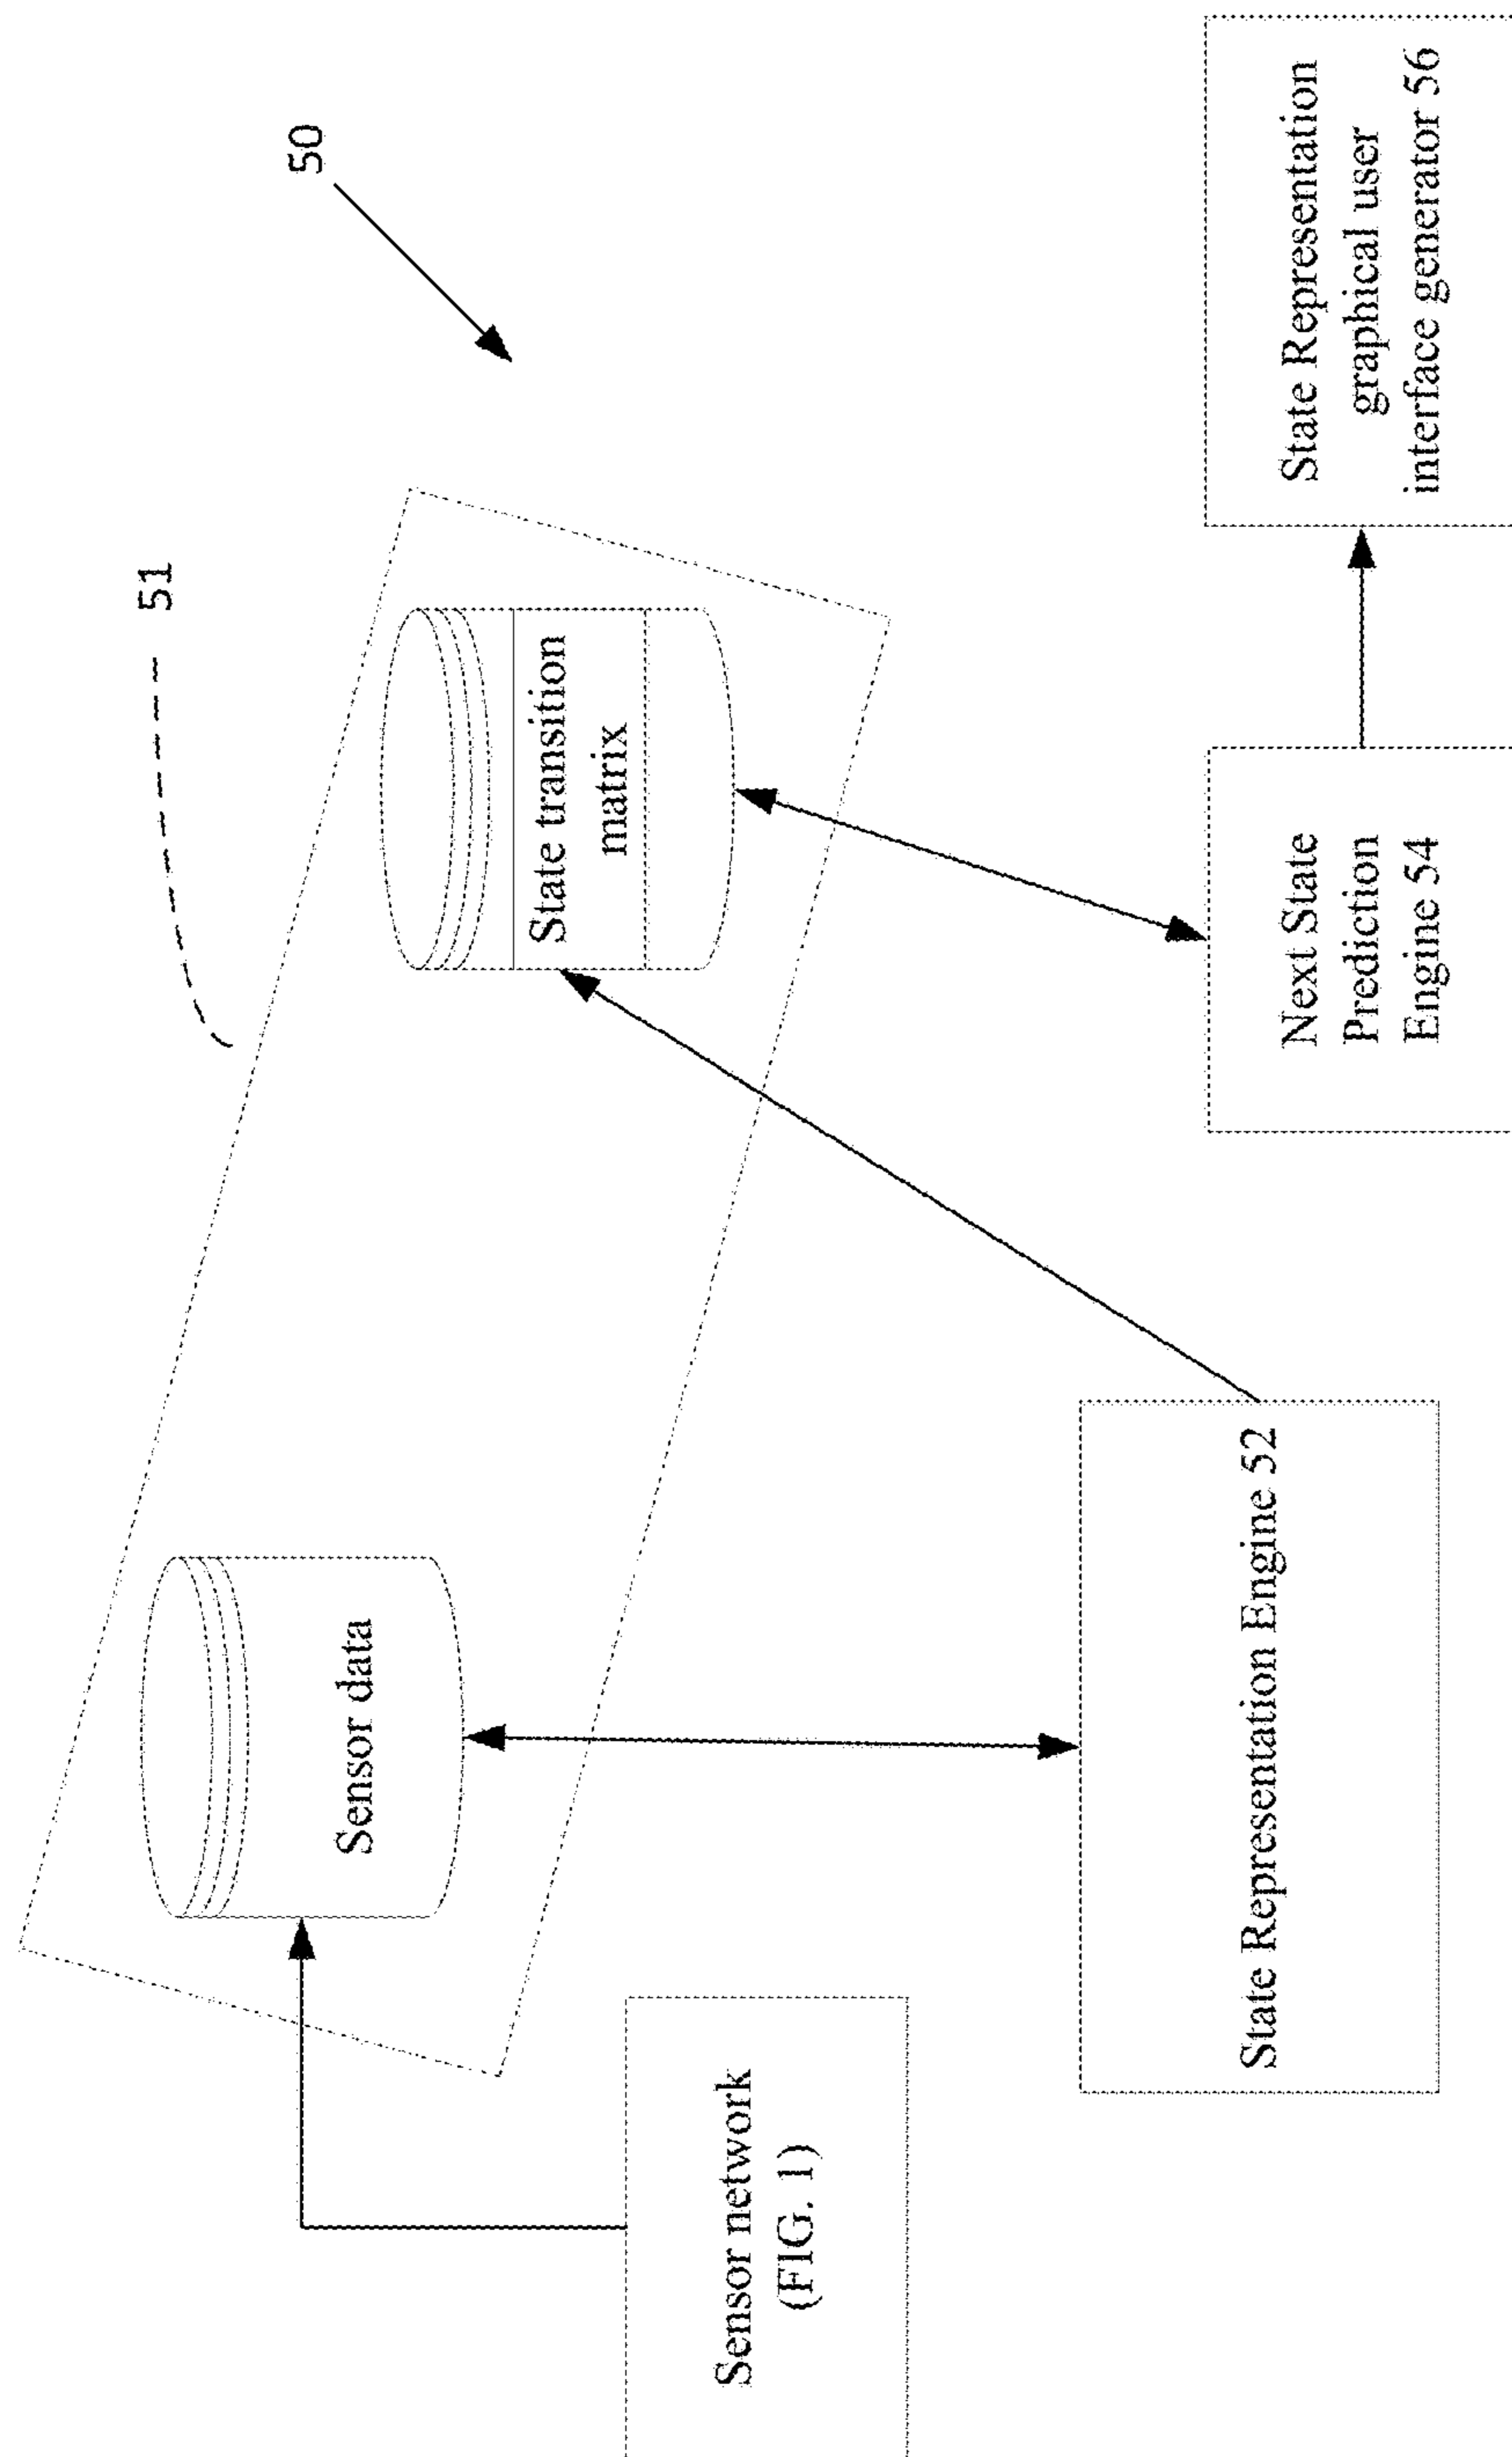 50
51
Sensor data
State transition
matrix
Sensor network
(FIG. 1)
State Representation Engine 52
Next State
Prediction
Engine 54
State Representation
graphical user
interface generator 56